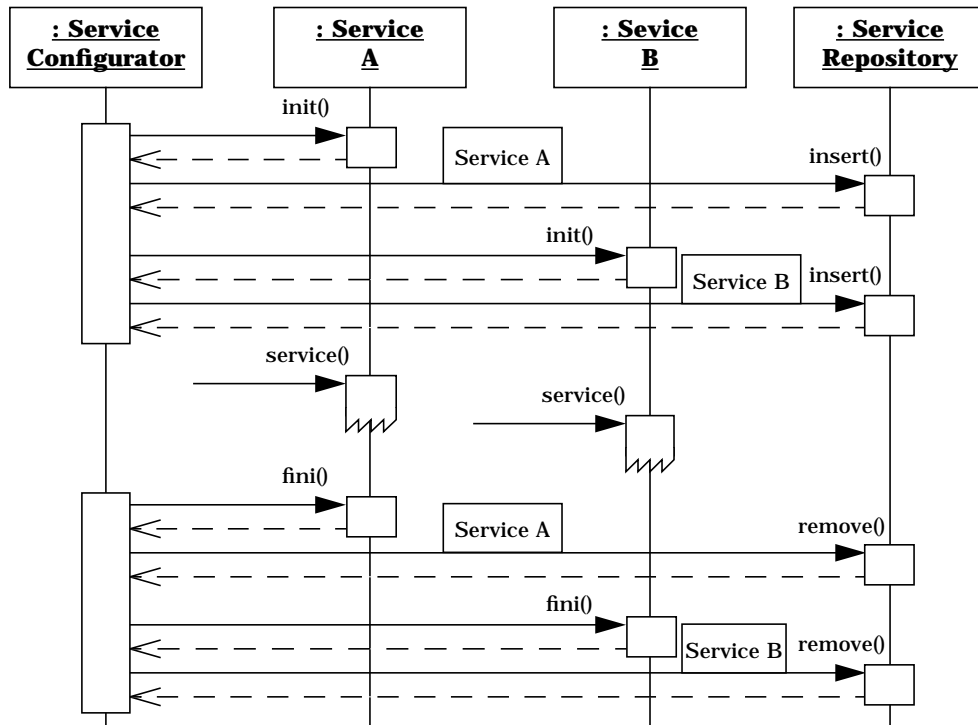 : Service
Configurator
: Service
A
: Sevice
B
: Service
Repository
init()
Service A
insert()
init()
Service B
insert()
service()
service()
fini()
Service A
remove()
fini()
Service B
remove()